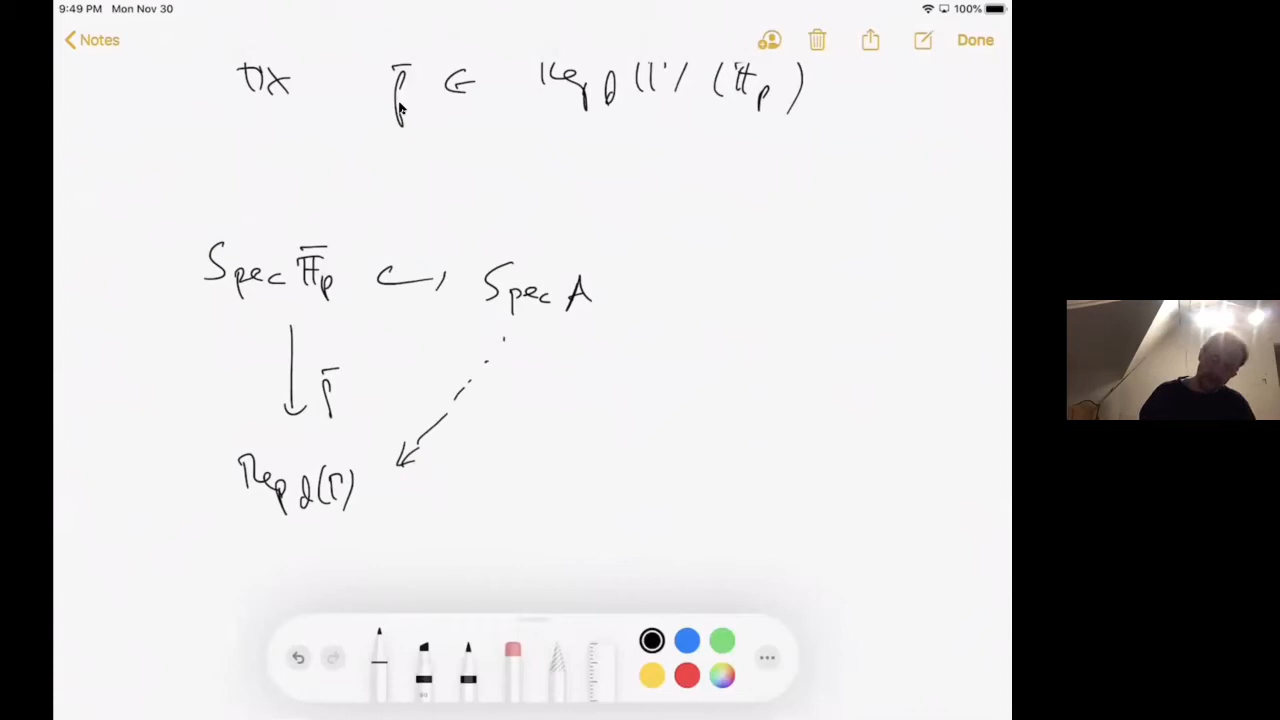 9:49 PM Mon Nov 30 100%
Notes Done
Fix ρ̄ ∈ Rep_d(Γ)(F̄_p)
Spec F̄_p ↪ Spec A
ρ̄
Rep_d(Γ)